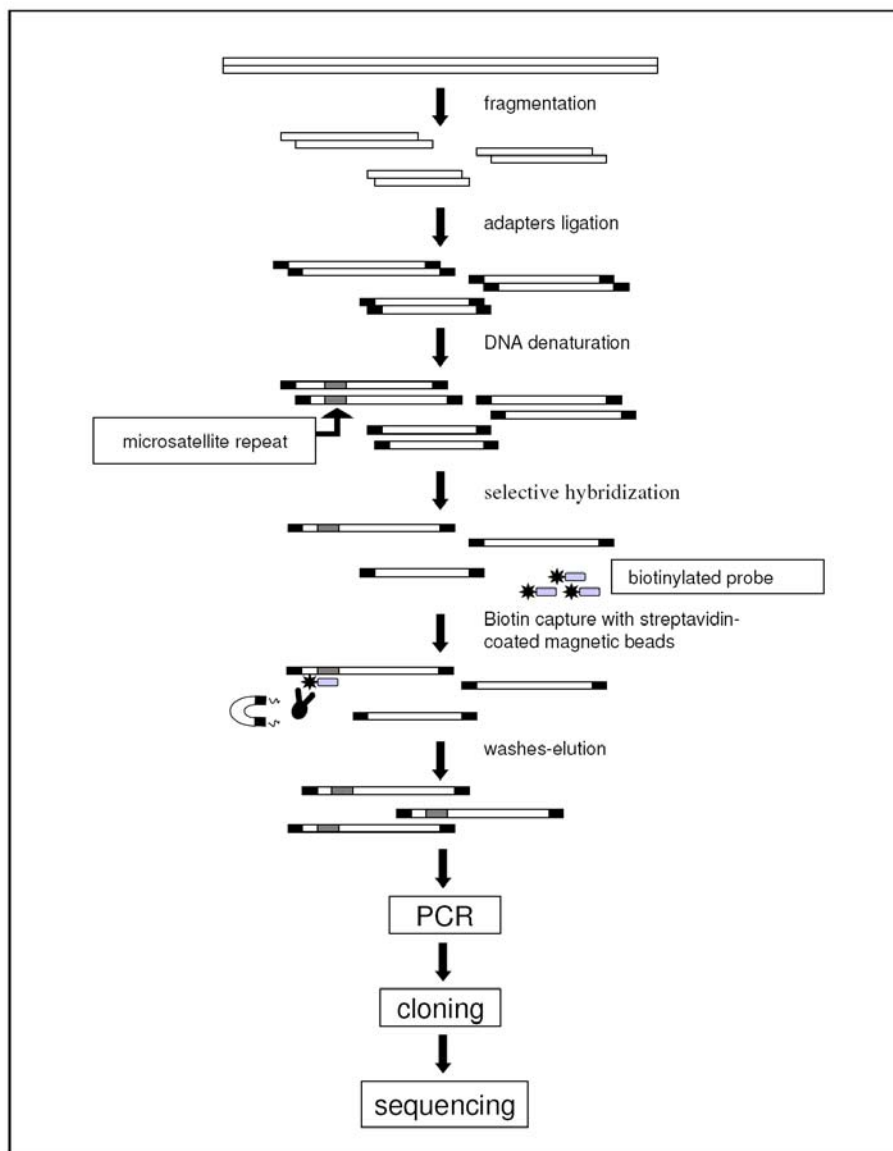 fragmentation
adapters ligation
DNA denaturation
microsatellite repeat
selective hybridization
biotinylated probe
Biotin capture with streptavidin-
coated magnetic beads
washes-elution
PCR
cloning
sequencing